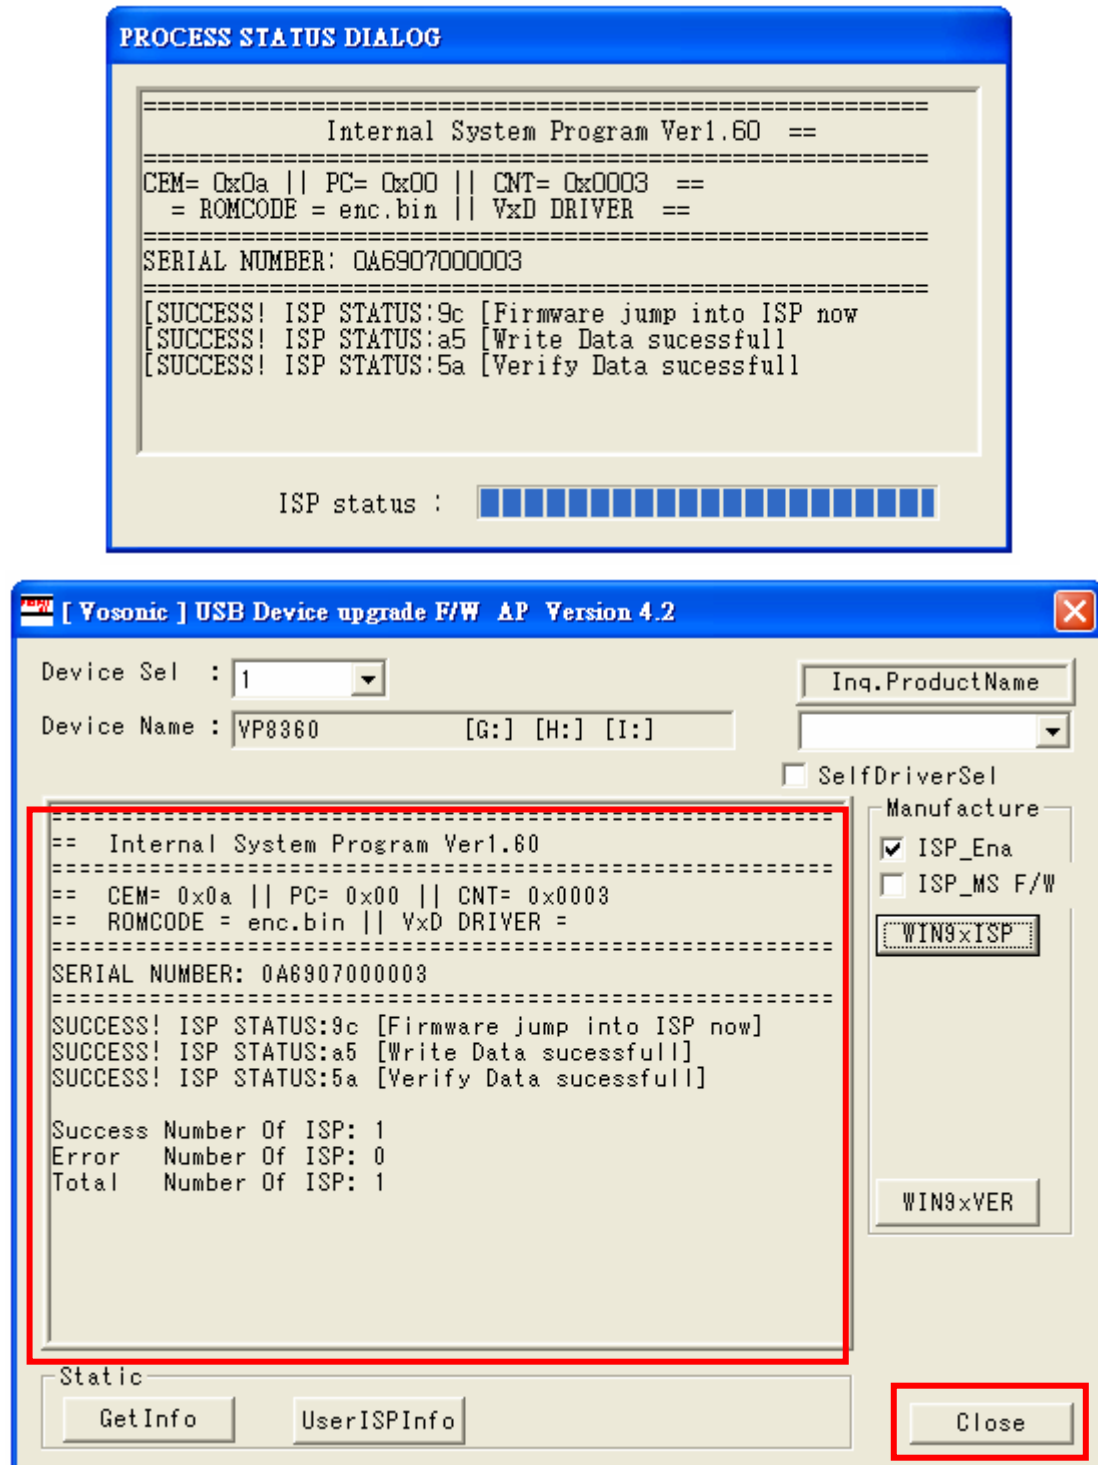 PROCESS STATUS DIALOG
========================================================
Internal System Program Ver1.60 ==
========================================================
CEM= 0x0a || PC= 0x00 || CNT= 0x0003 ==
= ROMCODE = enc.bin || VxD DRIVER ==
========================================================
SERIAL NUMBER: 0A6907000003
========================================================
[SUCCESS! ISP STATUS:9c [Firmware jump into ISP now
[SUCCESS! ISP STATUS:a5 [Write Data sucessfull
[SUCCESS! ISP STATUS:5a [Verify Data sucessfull
ISP status :
[ Vosonic ] USB Device upgrade F/W AP Version 4.2
Device Sel : 1
Inq.ProductName
Device Name : VP8360 [G:] [H:] [I:]
SelfDriverSel
========================================================
== Internal System Program Ver1.60
========================================================
== CEM= 0x0a || PC= 0x00 || CNT= 0x0003
== ROMCODE = enc.bin || VxD DRIVER =
========================================================
SERIAL NUMBER: 0A6907000003
========================================================
SUCCESS! ISP STATUS:9c [Firmware jump into ISP now]
SUCCESS! ISP STATUS:a5 [Write Data sucessfull]
SUCCESS! ISP STATUS:5a [Verify Data sucessfull]
Success Number Of ISP: 1
Error Number Of ISP: 0
Total Number Of ISP: 1
Manufacture
ISP_Ena
ISP_MS F/W
WIN9xISP
WIN9xVER
Static
GetInfo
UserISPInfo
Close